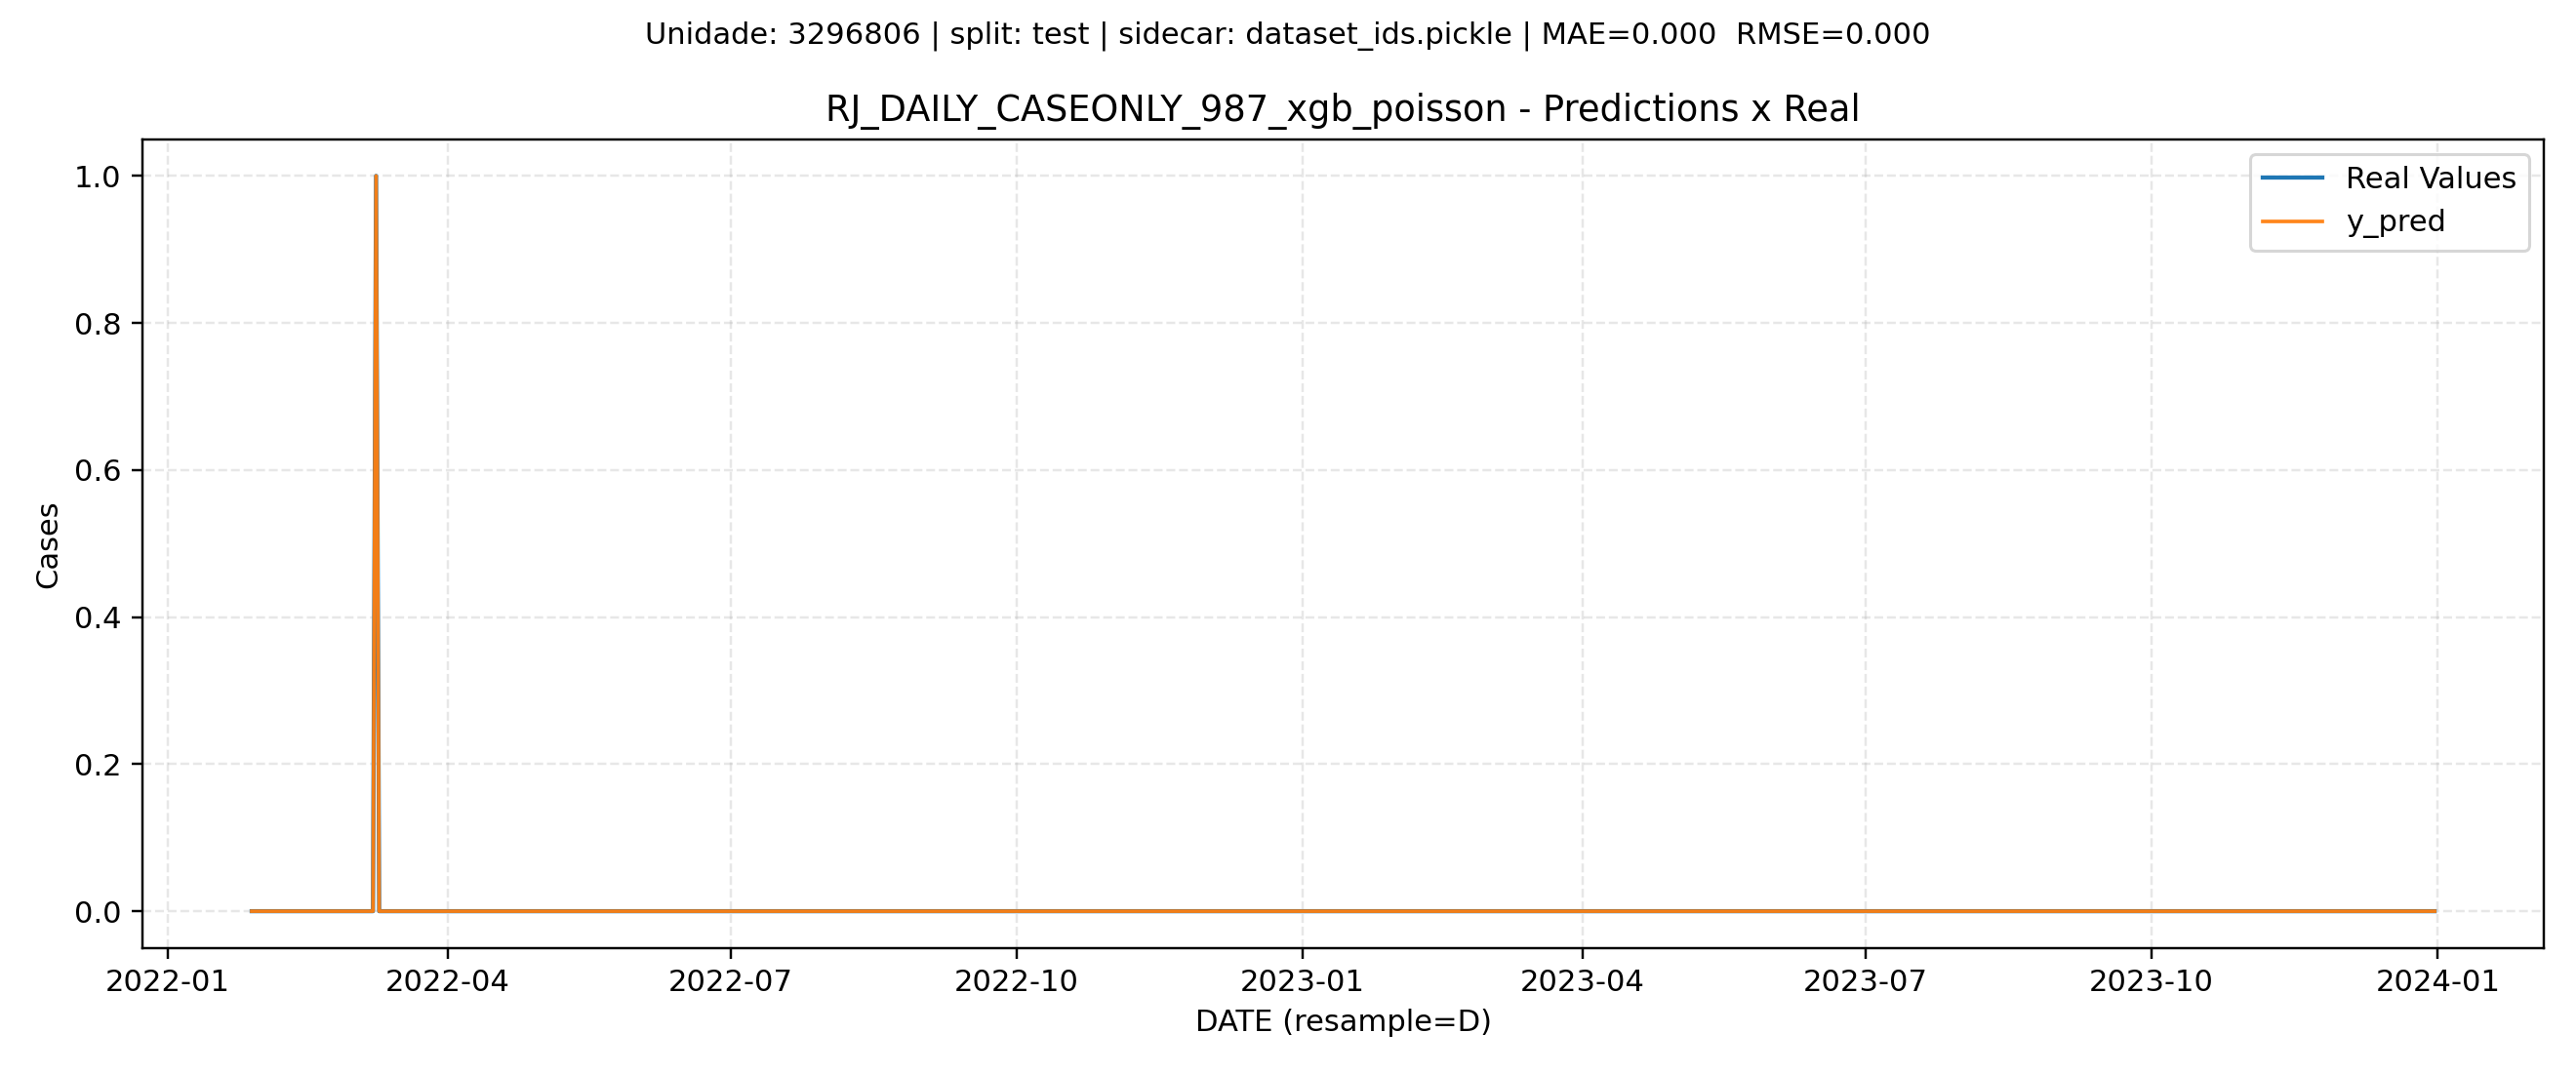 Unidade: 3296806 | split: test | sidecar: dataset_ids.pickle | MAE=0.000  RMSE=0.000
RJ_DAILY_CASEONLY_987_xgb_poisson - Predictions x Real
Real Values
y_pred
1.0
0.8
0.6
0.4
0.2
0.0
Cases
2022-01 2022-04 2022-07 2022-10 2023-01 2023-04 2023-07 2023-10 2024-01
DATE (resample=D)